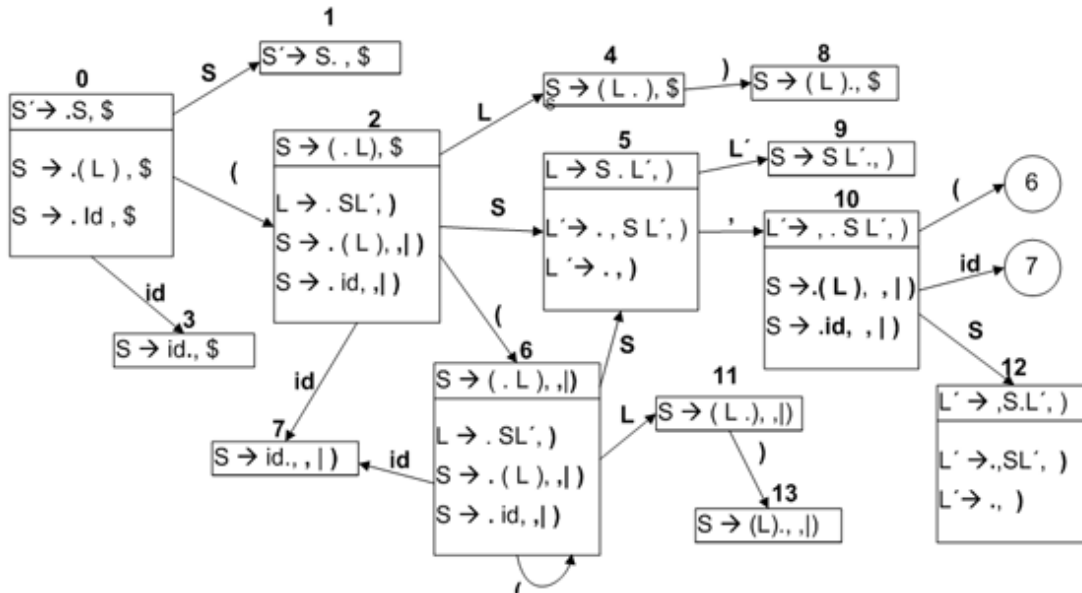 0
S´→ .S, $
S → .( L ) , $
S → . Id , $
S
1
S´→ S. , $
(
id
3
S → id., $
2
S → ( . L), $
L → . SL´, )
S → . ( L), ,| )
S → . id, ,| )
L
4
S → ( L . ), $
)
8
S → ( L )., $
S
5
L → S . L´, )
L´→ . , S L´, )
L ´→ . , )
L´
9
S → S L´., )
,
10
L´→ , . S L´, )
S →.( L ), , | )
S → .id, , | )
(
6
id
7
S
12
L´ → ,S.L´, )
L´ →.,SL´, )
L´→ ., )
(
6
S → ( . L ), ,|)
L → . SL´, )
S → . ( L), ,| )
S → . id, ,| )
S
L
11
S → ( L .), ,|)
)
13
S → (L)., ,|)
id
7
S → id., , | )
id
(